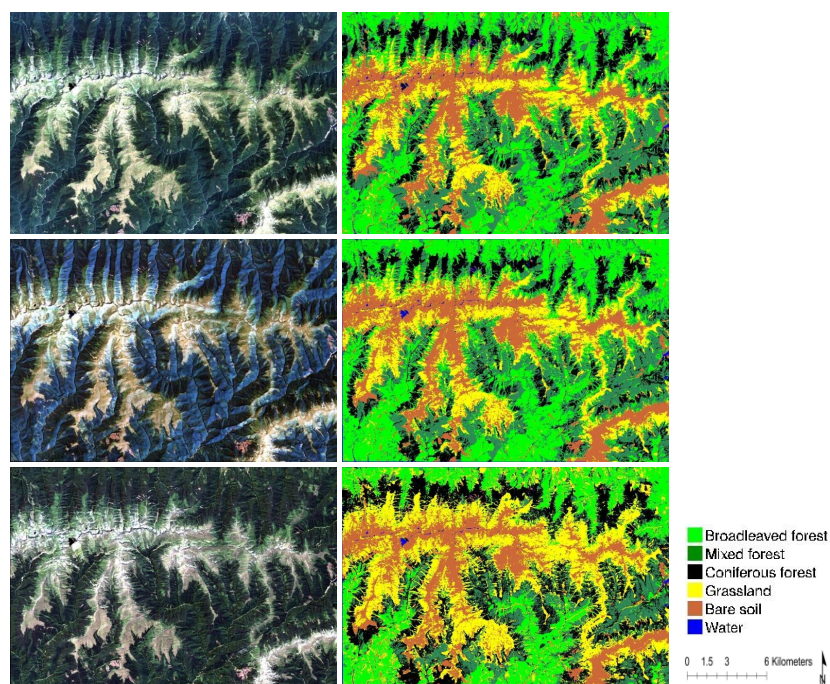 Broadleaved forest
Mixed forest
Coniferous forest
Grassland
Bare soil
Water
0 1.5 3 6 Kilometers
N